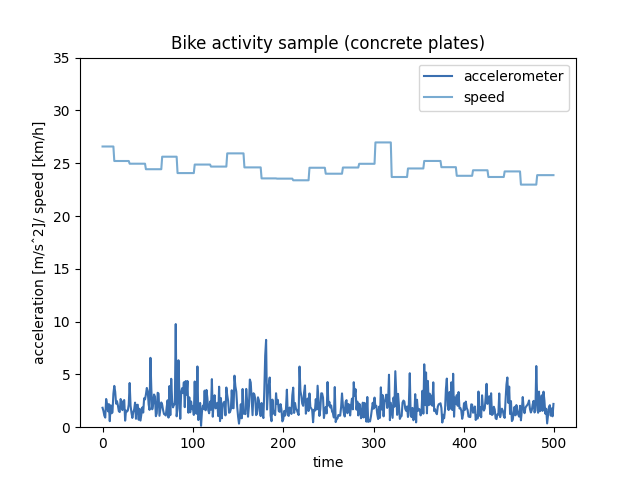 Bike activity sample (concrete plates)
accelerometer
speed
acceleration [m/sˆ2]/ speed [km/h]
35
30
25
20
15
10
5
0
0 100 200 300 400 500
time